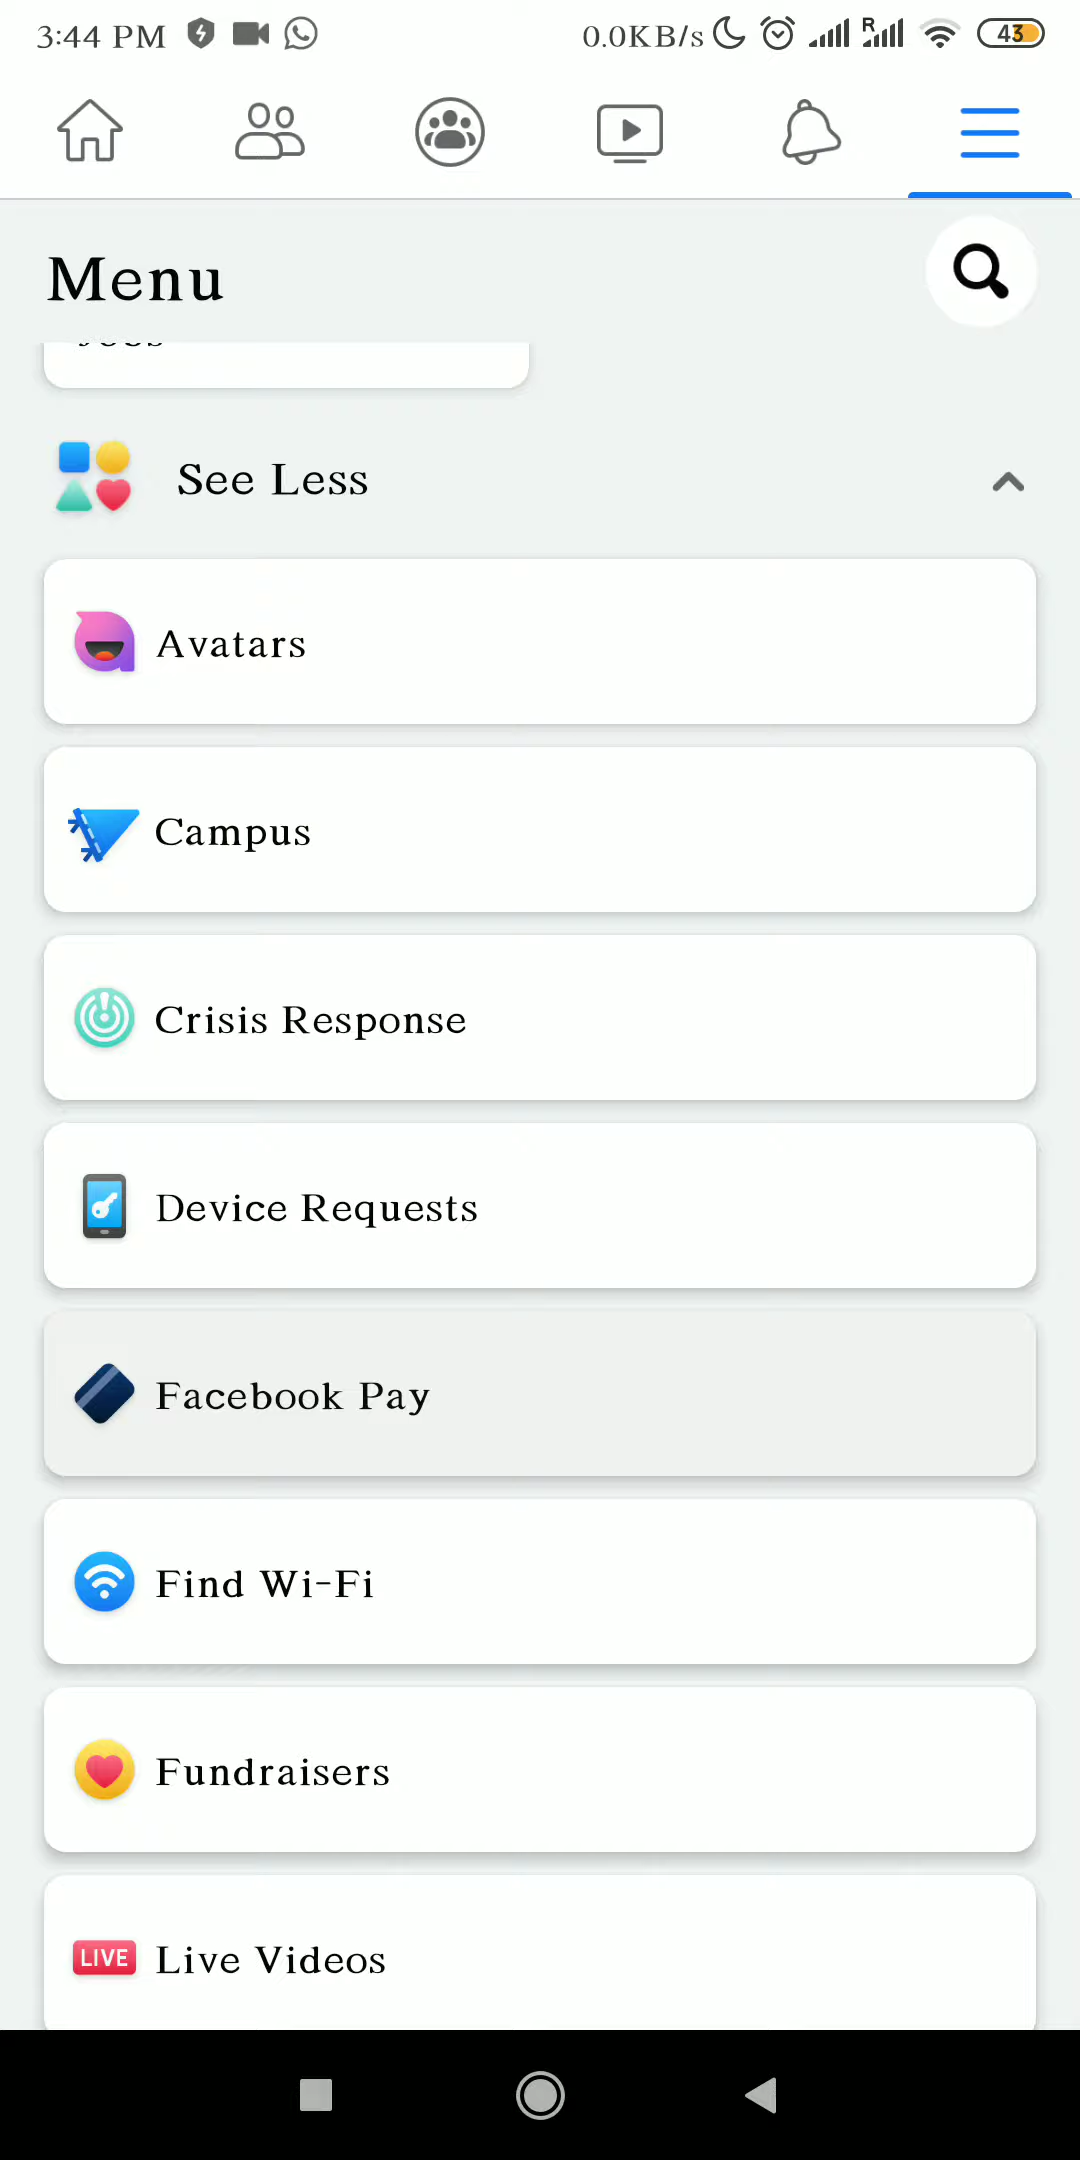 3:44 PM 0.0KB/s R 43
Menu
Jobs
See Less
Avatars
Campus
Crisis Response
Device Requests
Facebook Pay
Find Wi-Fi
Fundraisers
LIVE Live Videos